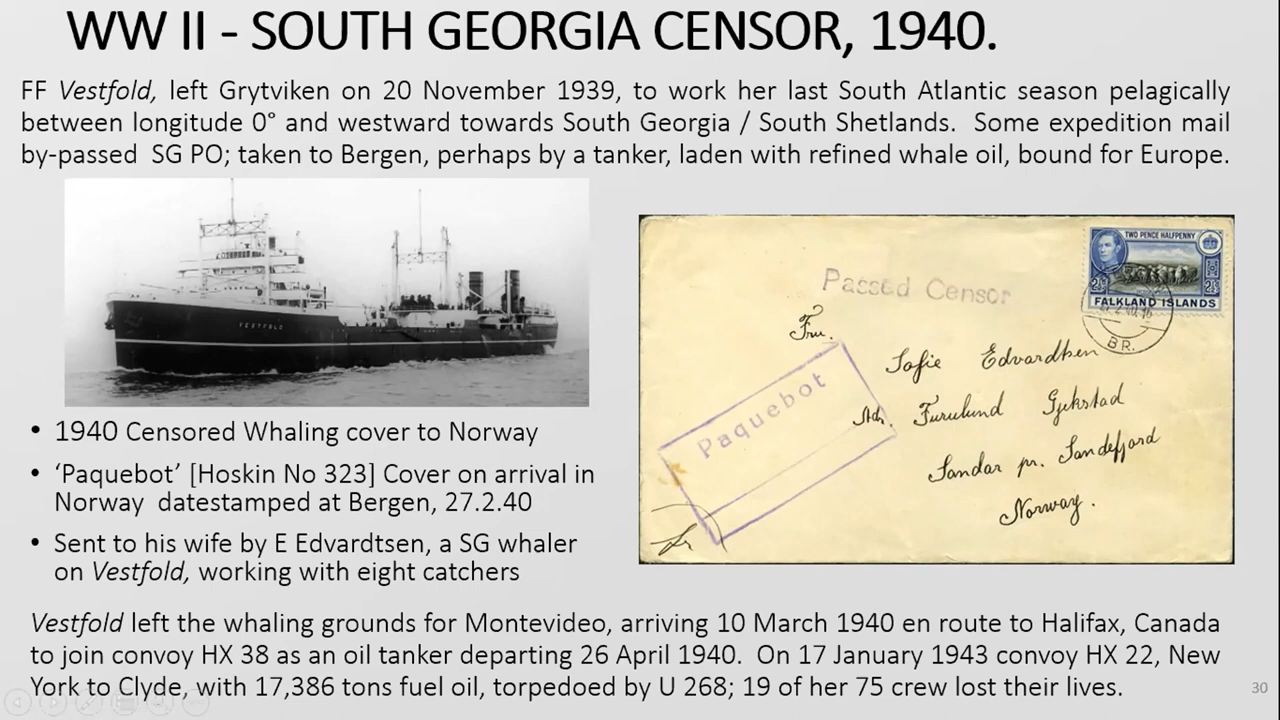 WW II - SOUTH GEORGIA CENSOR, 1940.
FF Vestfold, left Grytviken on 20 November 1939, to work her last South Atlantic season pelagically
between longitude 0° and westward towards South Georgia / South Shetlands. Some expedition mail
by-passed SG PO; taken to Bergen, perhaps by a tanker, laden with refined whale oil, bound for Europe.
VESTFOLD
• 1940 Censored Whaling cover to Norway
• ‘Paquebot’ [Hoskin No 323] Cover on arrival in
Norway datestamped at Bergen, 27.2.40
• Sent to his wife by E Edvardtsen, a SG whaler
on Vestfold, working with eight catchers
TWO PENCE HALFPENNY
2½ 2½
FALKLAND ISLANDS
BR.
Passed Censor
Fru.
Sofie Edvardtsen
Adr. Furulund Gjekstad
Sandar pr. Sandefjord
Norway.
Paquebot
Vestfold left the whaling grounds for Montevideo, arriving 10 March 1940 en route to Halifax, Canada
to join convoy HX 38 as an oil tanker departing 26 April 1940. On 17 January 1943 convoy HX 22, New
York to Clyde, with 17,386 tons fuel oil, torpedoed by U 268; 19 of her 75 crew lost their lives.
30